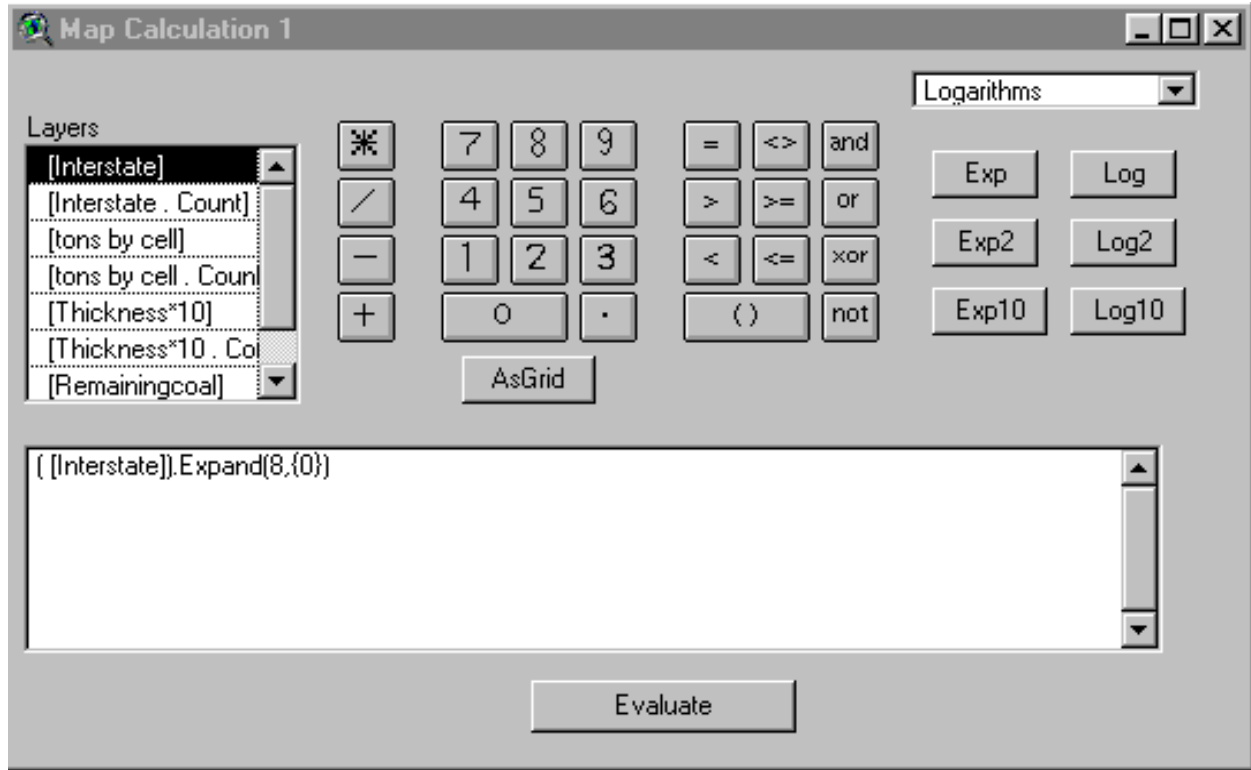 Map Calculation 1
Logarithms
Layers
[Interstate]
[Interstate . Count]
[tons by cell]
[tons by cell . Coun
[Thickness*10]
[Thickness*10 . Co
[Remainingcoal]
* 7 8 9 = <> and
/ 4 5 6 > >= or
- 1 2 3 < <= xor
+ 0 . ( ) not
AsGrid
Exp Log
Exp2 Log2
Exp10 Log10
( [Interstate]).Expand(8,{0})
Evaluate